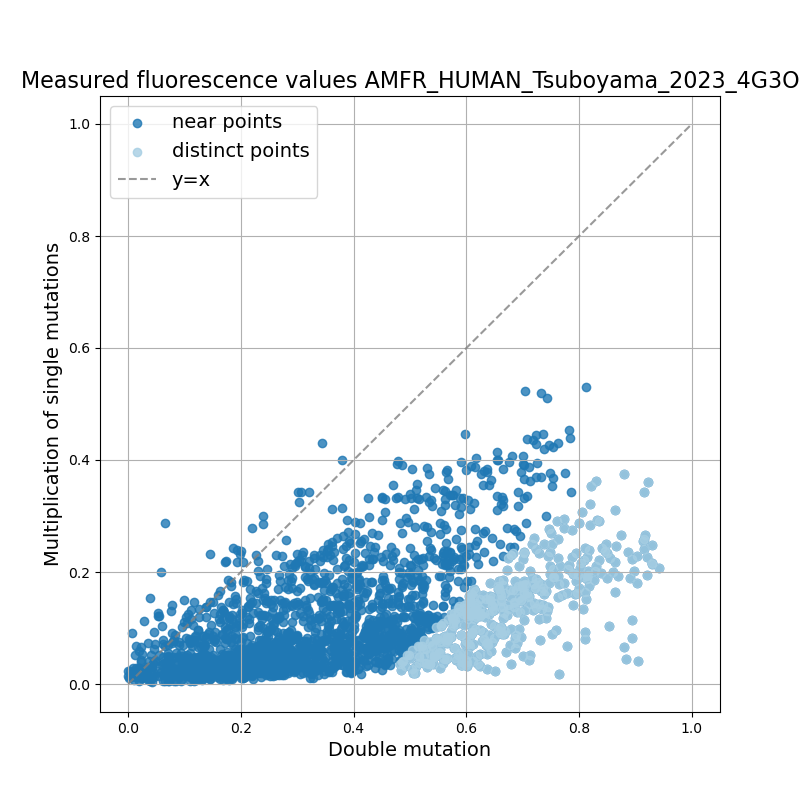 Measured fluorescence values AMFR_HUMAN_Tsuboyama_2023_4G3O
near points
distinct points
y=x
1.0
0.8
0.6
0.4
0.2
0.0
Multiplication of single mutations
0.0 0.2 0.4 0.6 0.8 1.0
Double mutation